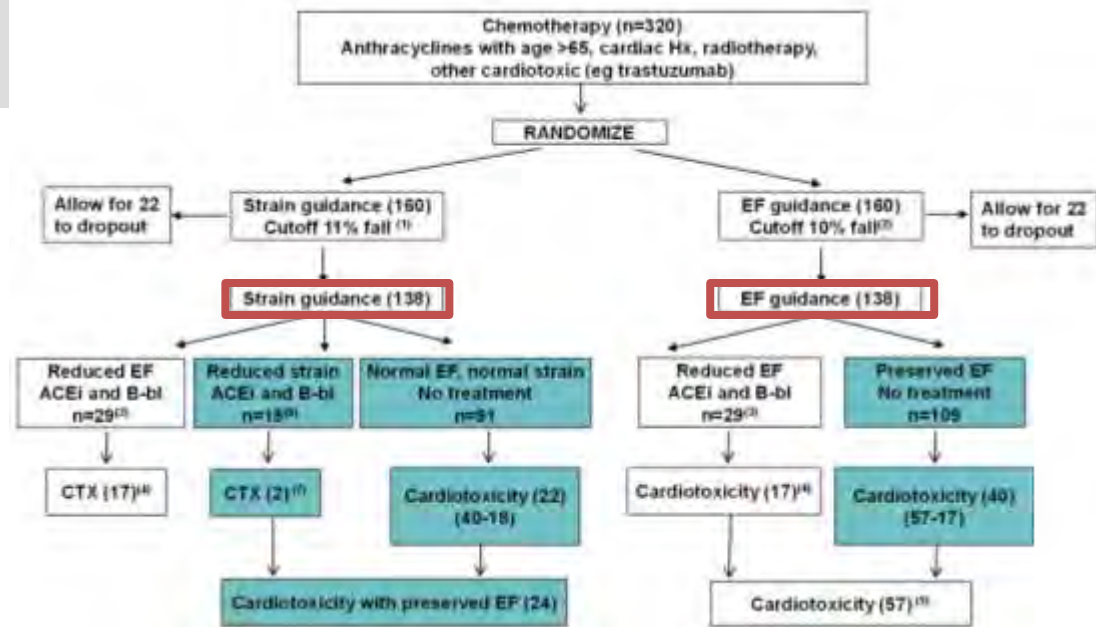 Chemotherapy (n=320)
Anthracyclines with age >65, cardiac Hx, radiotherapy,
other cardiotoxic (eg trastuzumab)
RANDOMIZE
Allow for 22
to dropout
Strain guidance (160)
Cutoff 11% fall (1)
EF guidance (160)
Cutoff 10% fall(2)
Allow for 22
to dropout
Strain guidance (138)
EF guidance (138)
Reduced EF
ACEi and B-bl
n=29(3)
Reduced strain
ACEi and B-bl
n=18
Normal EF, normal strain
No treatment
n=91
Reduced EF
ACEi and B-bl
n=29(3)
Preserved EF
No treatment
n=109
CTX (17)(4)
CTX (2)
Cardiotoxicity (22)
(40-18)
Cardiotoxicity (17)(4)
Cardiotoxicity (40)
(57-17)
Cardiotoxicity with preserved EF (24)
Cardiotoxicity (57)(5)